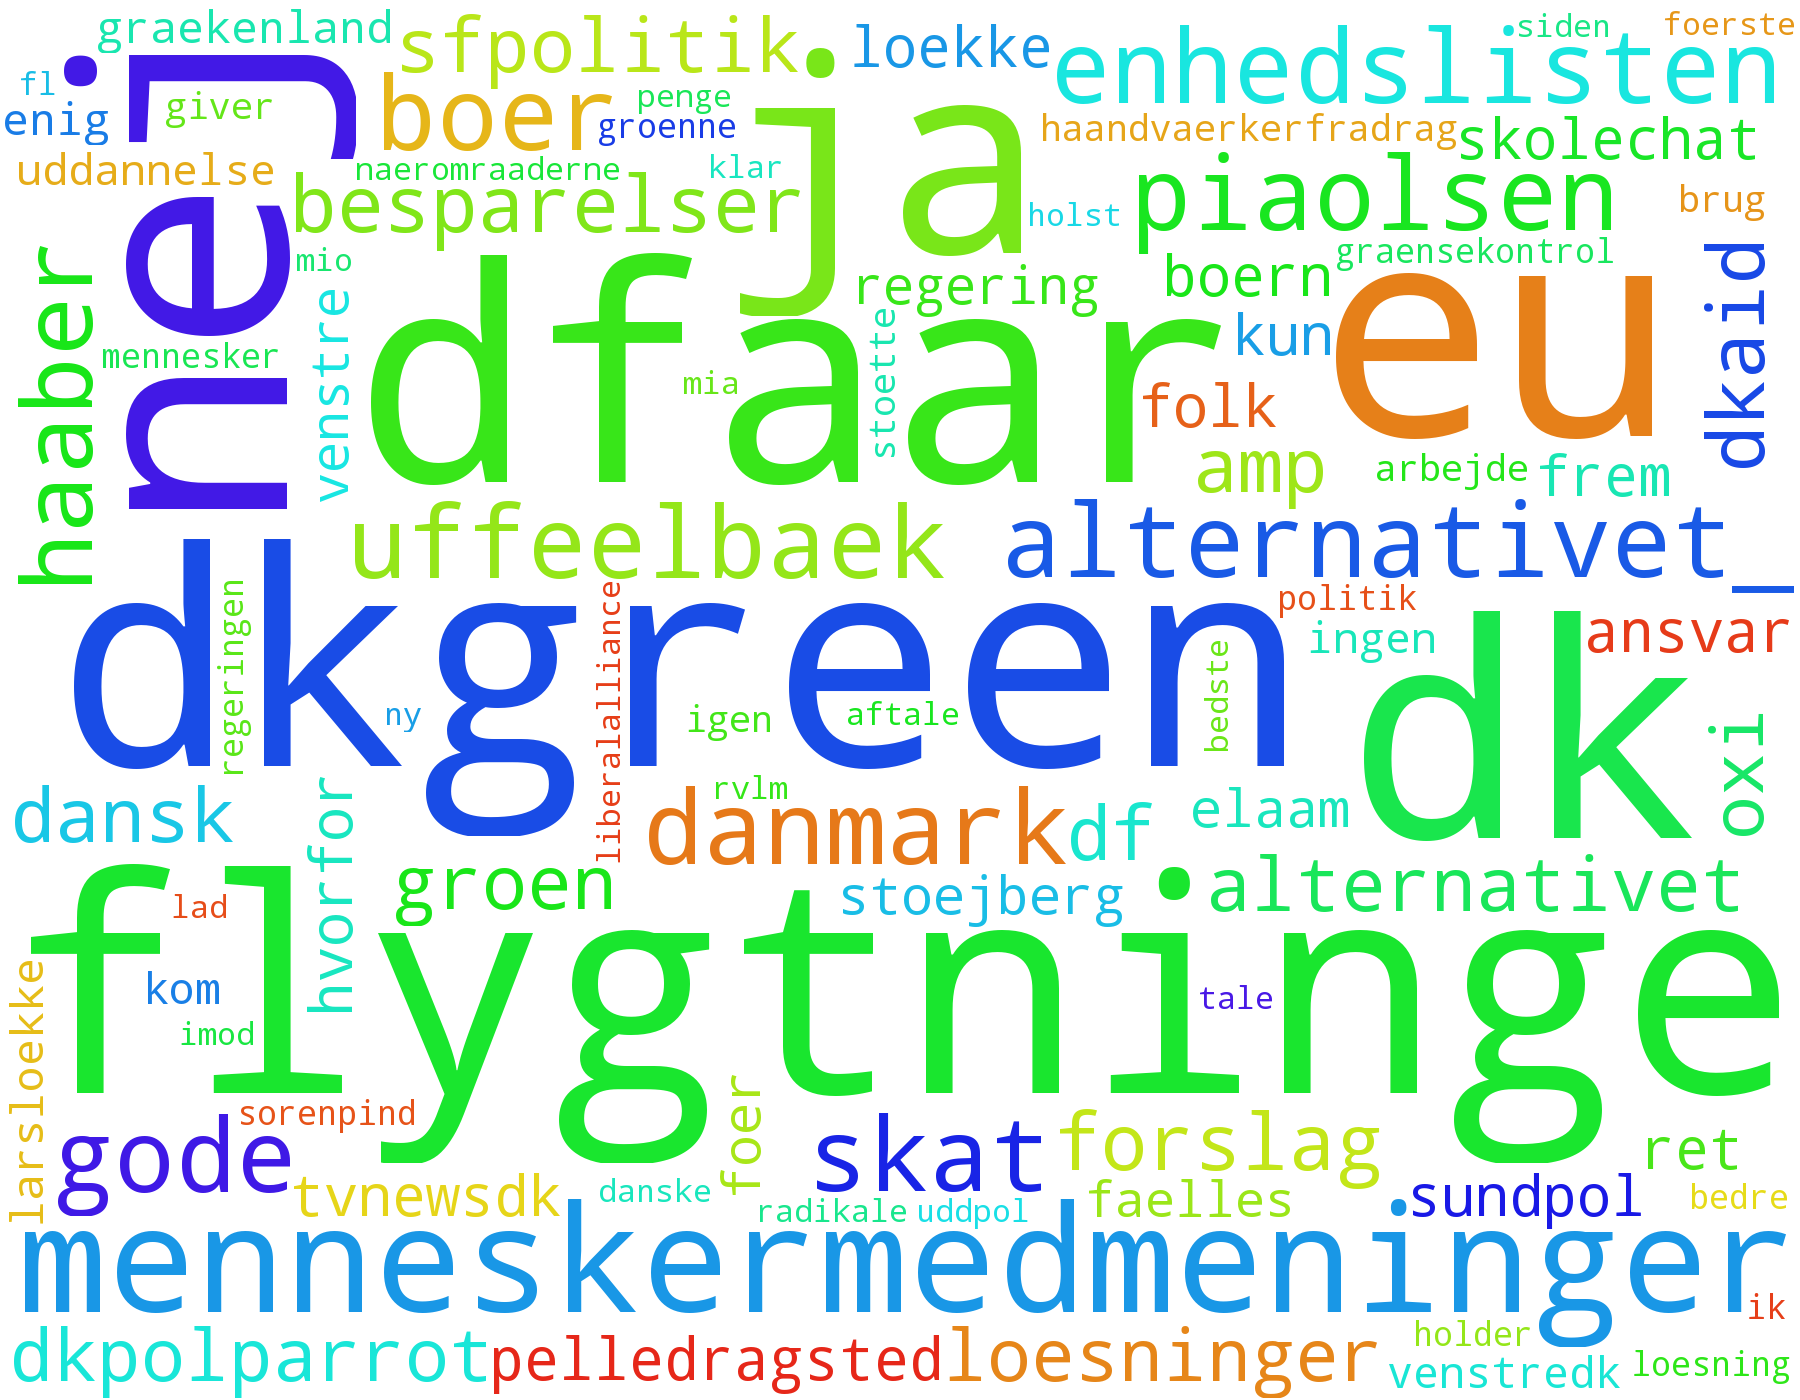 graekenland
sfpolitik
ja
loekke
enhedslisten
siden
foerste
fl
enig
giver
nej
boer
penge
groenne
haandvaerkerfradrag
skolechat
uddannelse
naeromraaderne
klar
besparelser
holst
piaolsen
brug
haaber
mio
dfaar
regering
boern
graensekontrol
eu
dkaid
mennesker
venstre
mia
stoette
kun
folk
amp
arbejde
frem
uffeelbaek
alternativet_
dkgreen
regeringen
ny
liberalalliance
igen
aftale
bedste
politik
ingen
ansvar
dk
oxi
dansk
hvorfor
rvlm
danmark
df
elaam
groen
stoejberg
alternativet
flygtninge
lad
kom
imod
tale
larsloekke
sorenpind
gode
foer
skat
forslag
ret
tvnewsdk
danske
radikale
uddpol
faelles
sundpol
bedre
menneskermedmeninger
ik
dkpolparrot
pelledragsted
loesninger
holder
venstredk
loesning